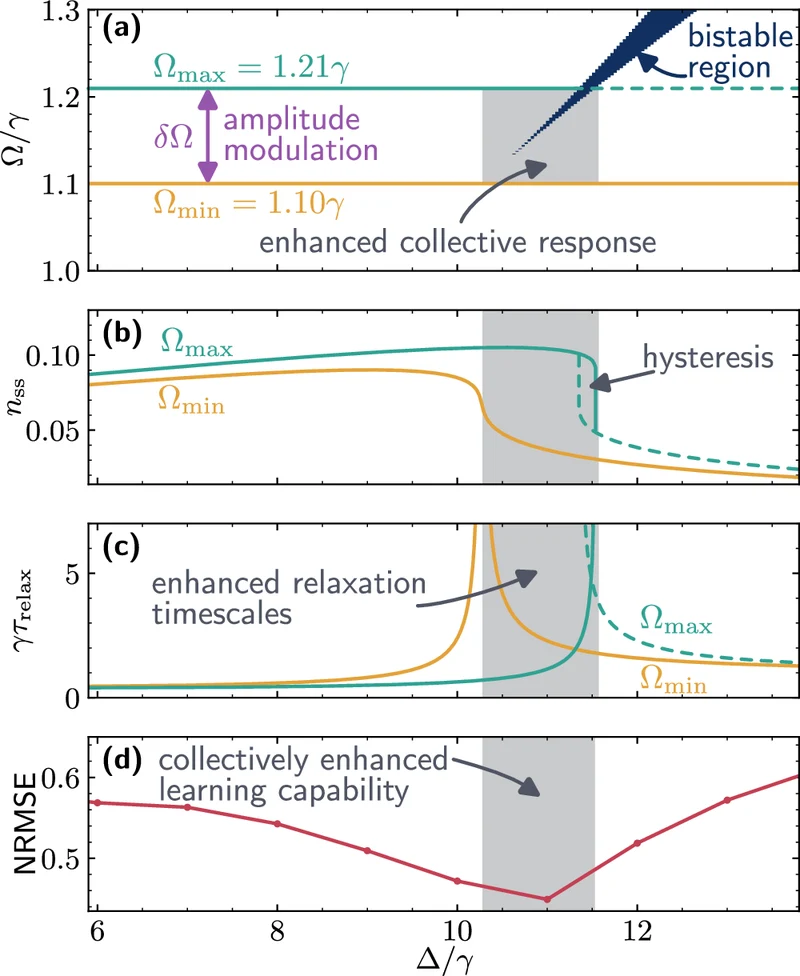 1.3
(a)
Ω_max = 1.21γ
bistable
region
1.2
Ω/γ
δΩ
amplitude
modulation
1.1
Ω_min = 1.10γ
enhanced collective response
1.0
(b)
Ω_max
hysteresis
0.10
n_ss
Ω_min
0.05
(c)
5
enhanced relaxation
timescales
γτ_relax
Ω_max
Ω_min
0
(d)
collectively enhanced
learning capability
0.6
NRMSE
0.5
6 8 10 12
Δ/γ